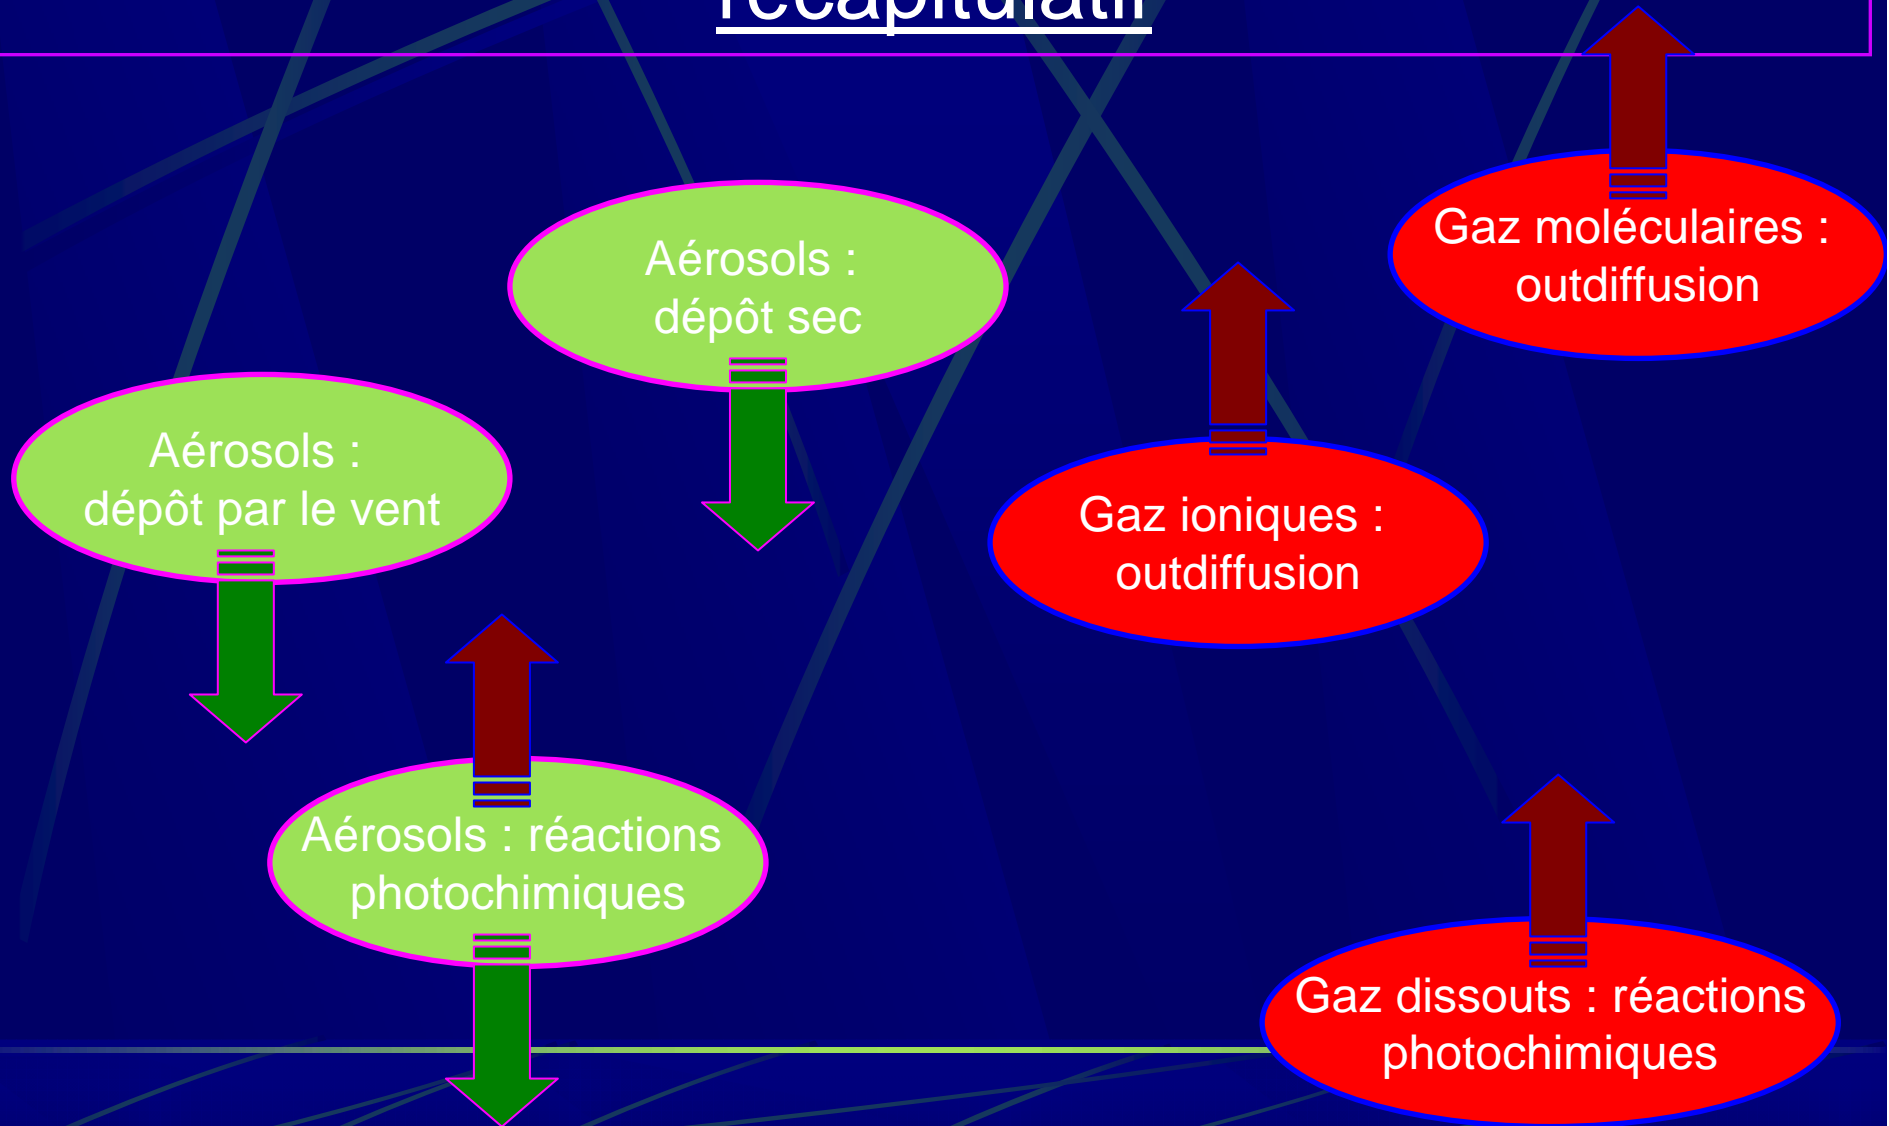 récapitulatif
Aérosols :
dépôt sec
Gaz moléculaires :
outdiffusion
Aérosols :
dépôt par le vent
Gaz ioniques :
outdiffusion
Aérosols : réactions
photochimiques
Gaz dissouts : réactions
photochimiques